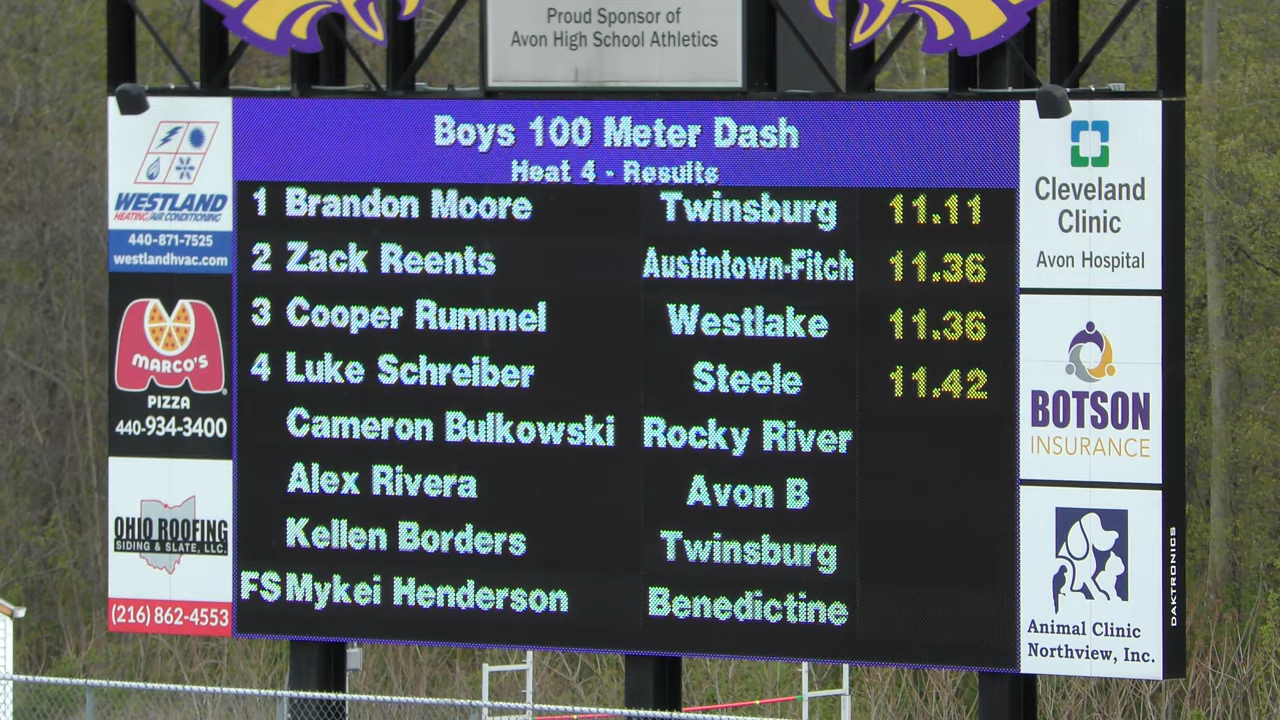 Proud Sponsor of
Avon High School Athletics
Boys 100 Meter Dash
Heat 4 - Results
1 Brandon Moore Twinsburg 11.11
2 Zack Reents Austintown-Fitch 11.36
3 Cooper Rummel Westlake 11.36
4 Luke Schreiber Steele 11.42
Cameron Bulkowski Rocky River
Alex Rivera Avon B
Kellen Borders Twinsburg
FS Mykei Henderson Benedictine
WESTLAND
HEATING/AIR CONDITIONING
440-871-7525
westlandhvac.com
MARCO'S
PIZZA
440-934-3400
OHIO ROOFING
SIDING & SLATE, LLC.
(216) 862-4553
Cleveland
Clinic
Avon Hospital
BOTSON
INSURANCE
Animal Clinic
Northview, Inc.
DAKTRONICS